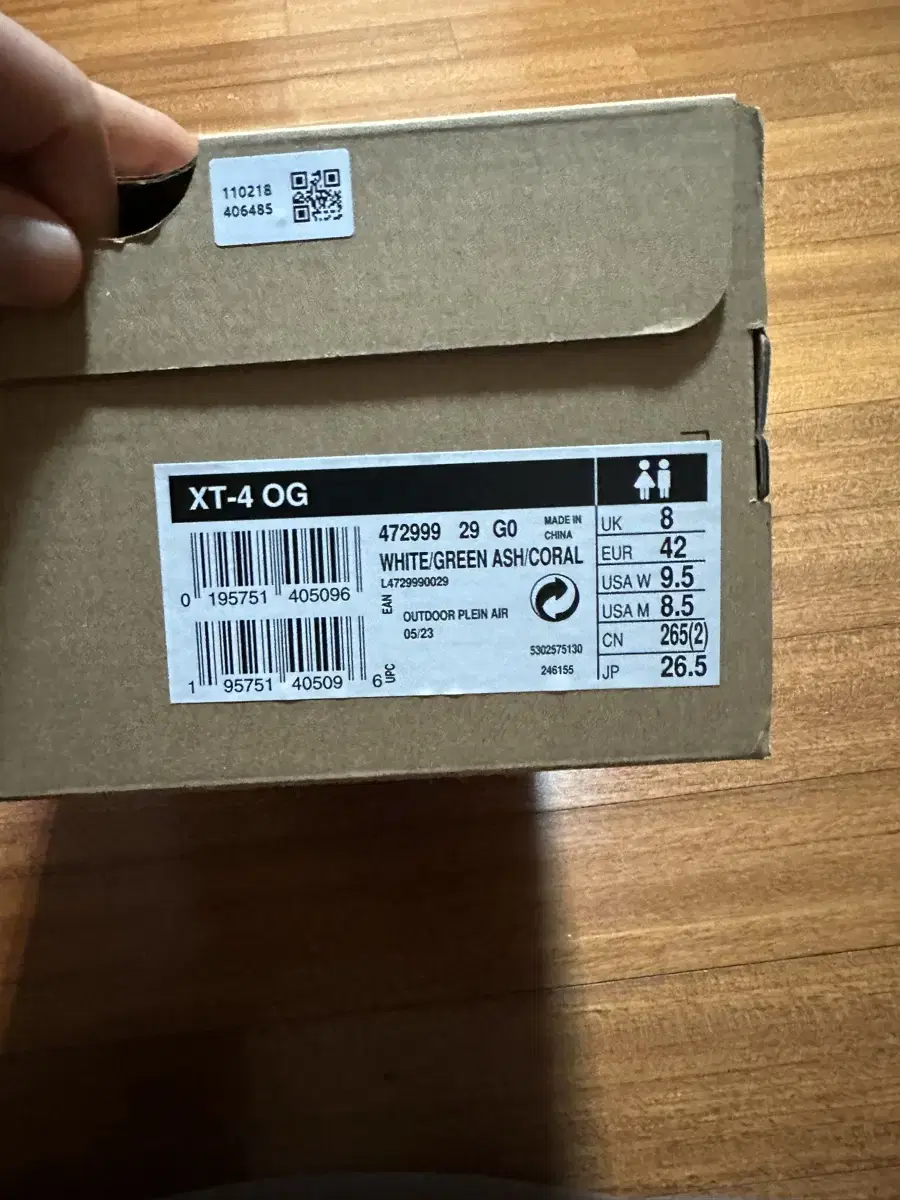 110218
406485
XT-4 OG
472999 29 G0
MADE IN
CHINA
WHITE/GREEN ASH/CORAL
L4729990029
0 195751 405096
EAN
OUTDOOR PLEIN AIR
05/23
5302575130
246155
1 95751 40509 6
UPC
UK 8
EUR 42
USA W 9.5
USA M 8.5
CN 265(2)
JP 26.5